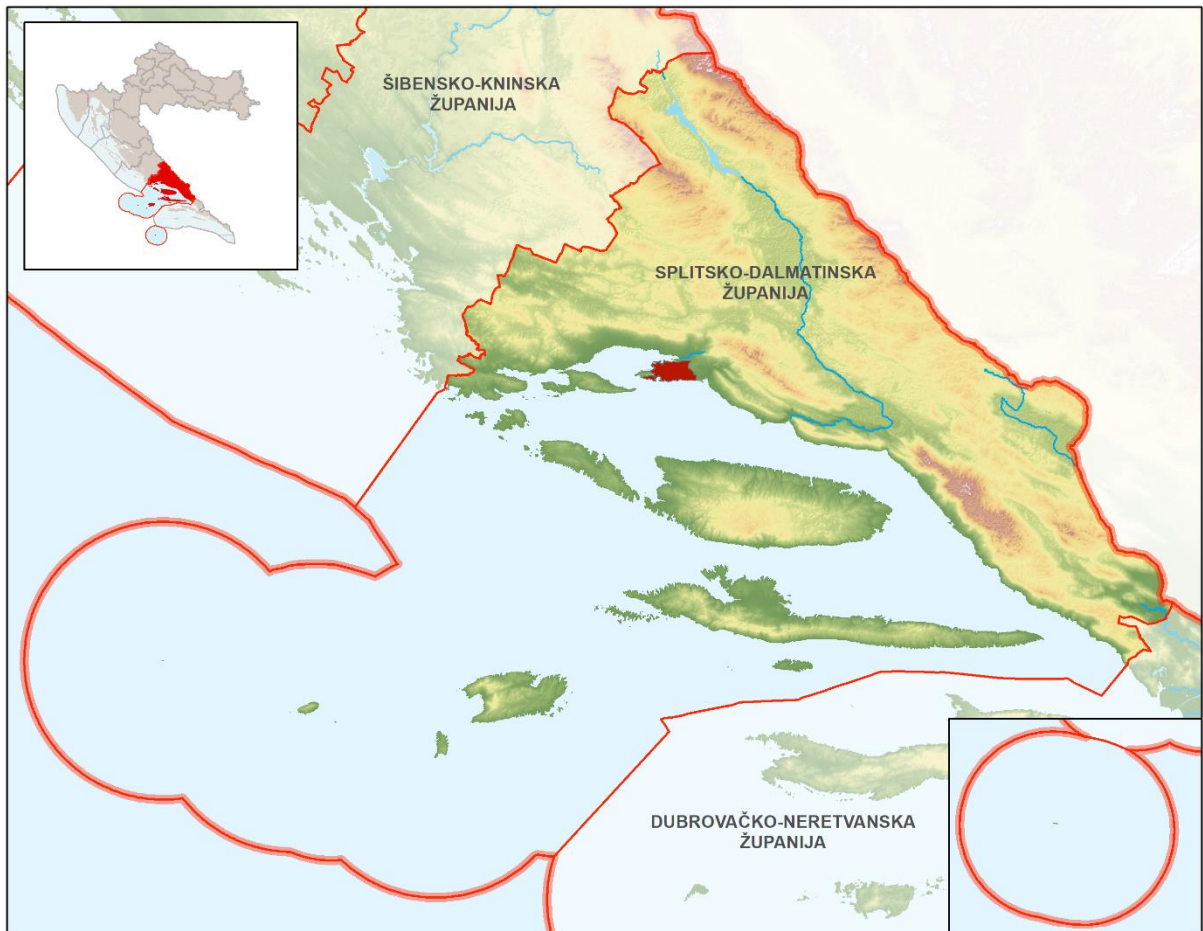 ŠIBENSKO-KNINSKA
ŽUPANIJA
SPLITSKO-DALMATINSKA
ŽUPANIJA
DUBROVAČKO-NERETVANSKA
ŽUPANIJA